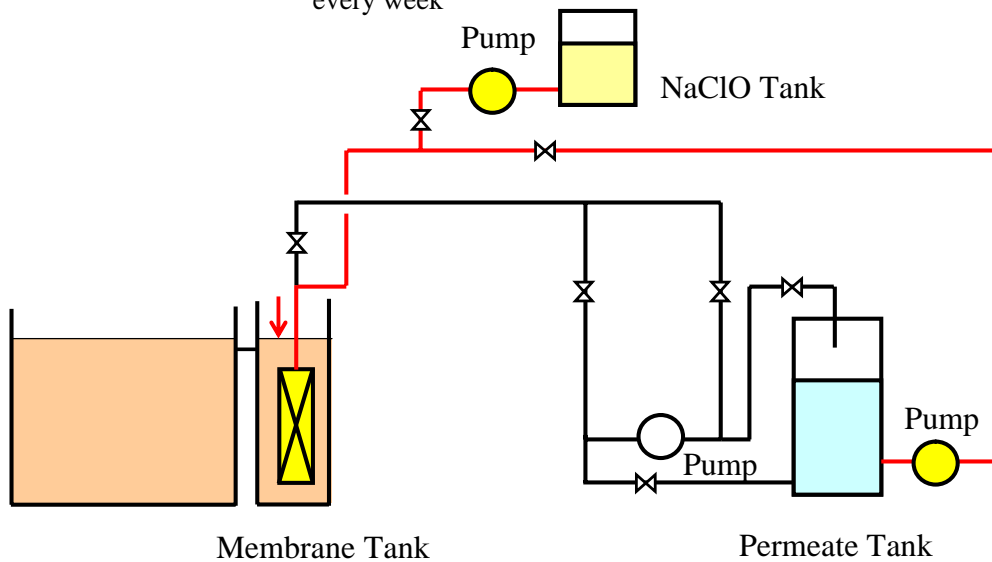 every week
Pump
NaClO Tank
Pump
Pump
Membrane Tank
Permeate Tank